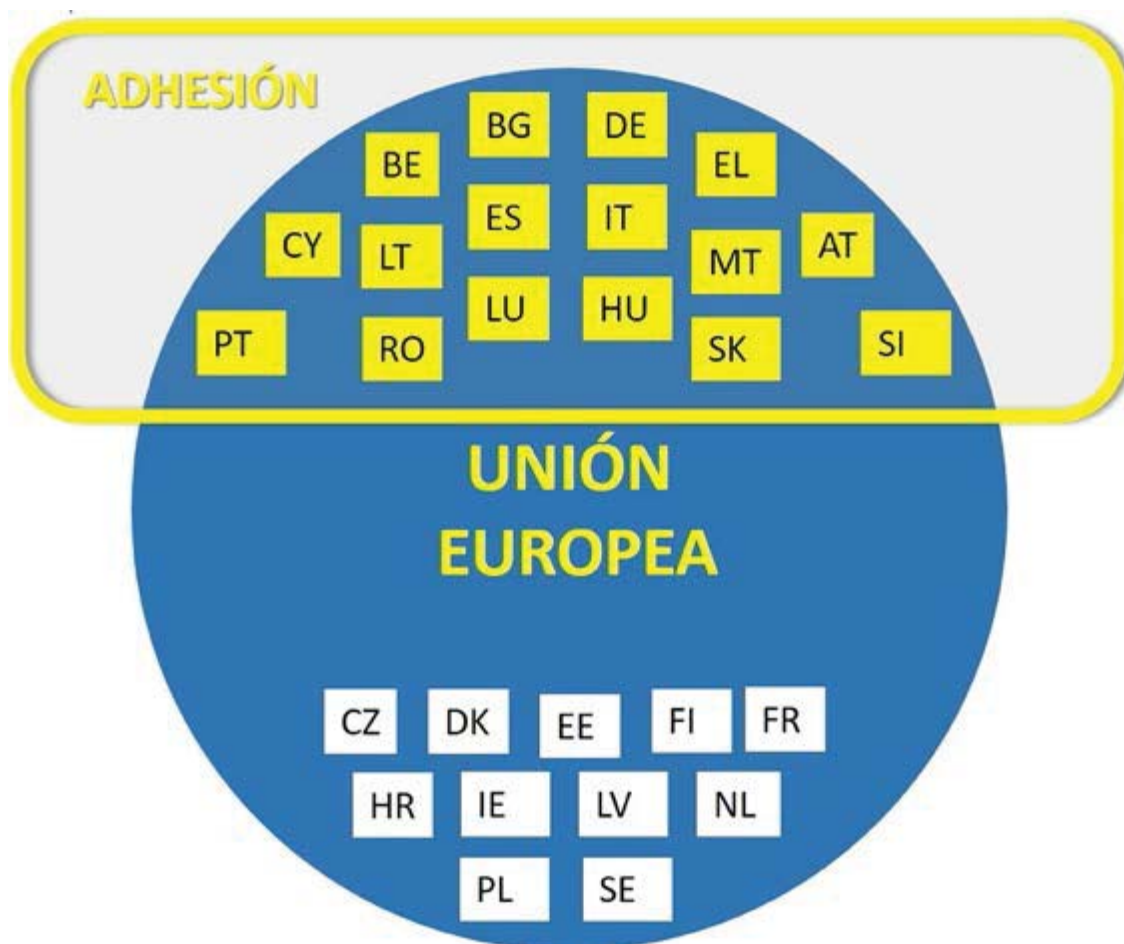 ADHESIÓN
BG DE
BE EL
ES IT
CY LT MT AT
LU HU
PT RO SK SI
UNIÓN
EUROPEA
CZ DK EE FI FR
HR IE LV NL
PL SE